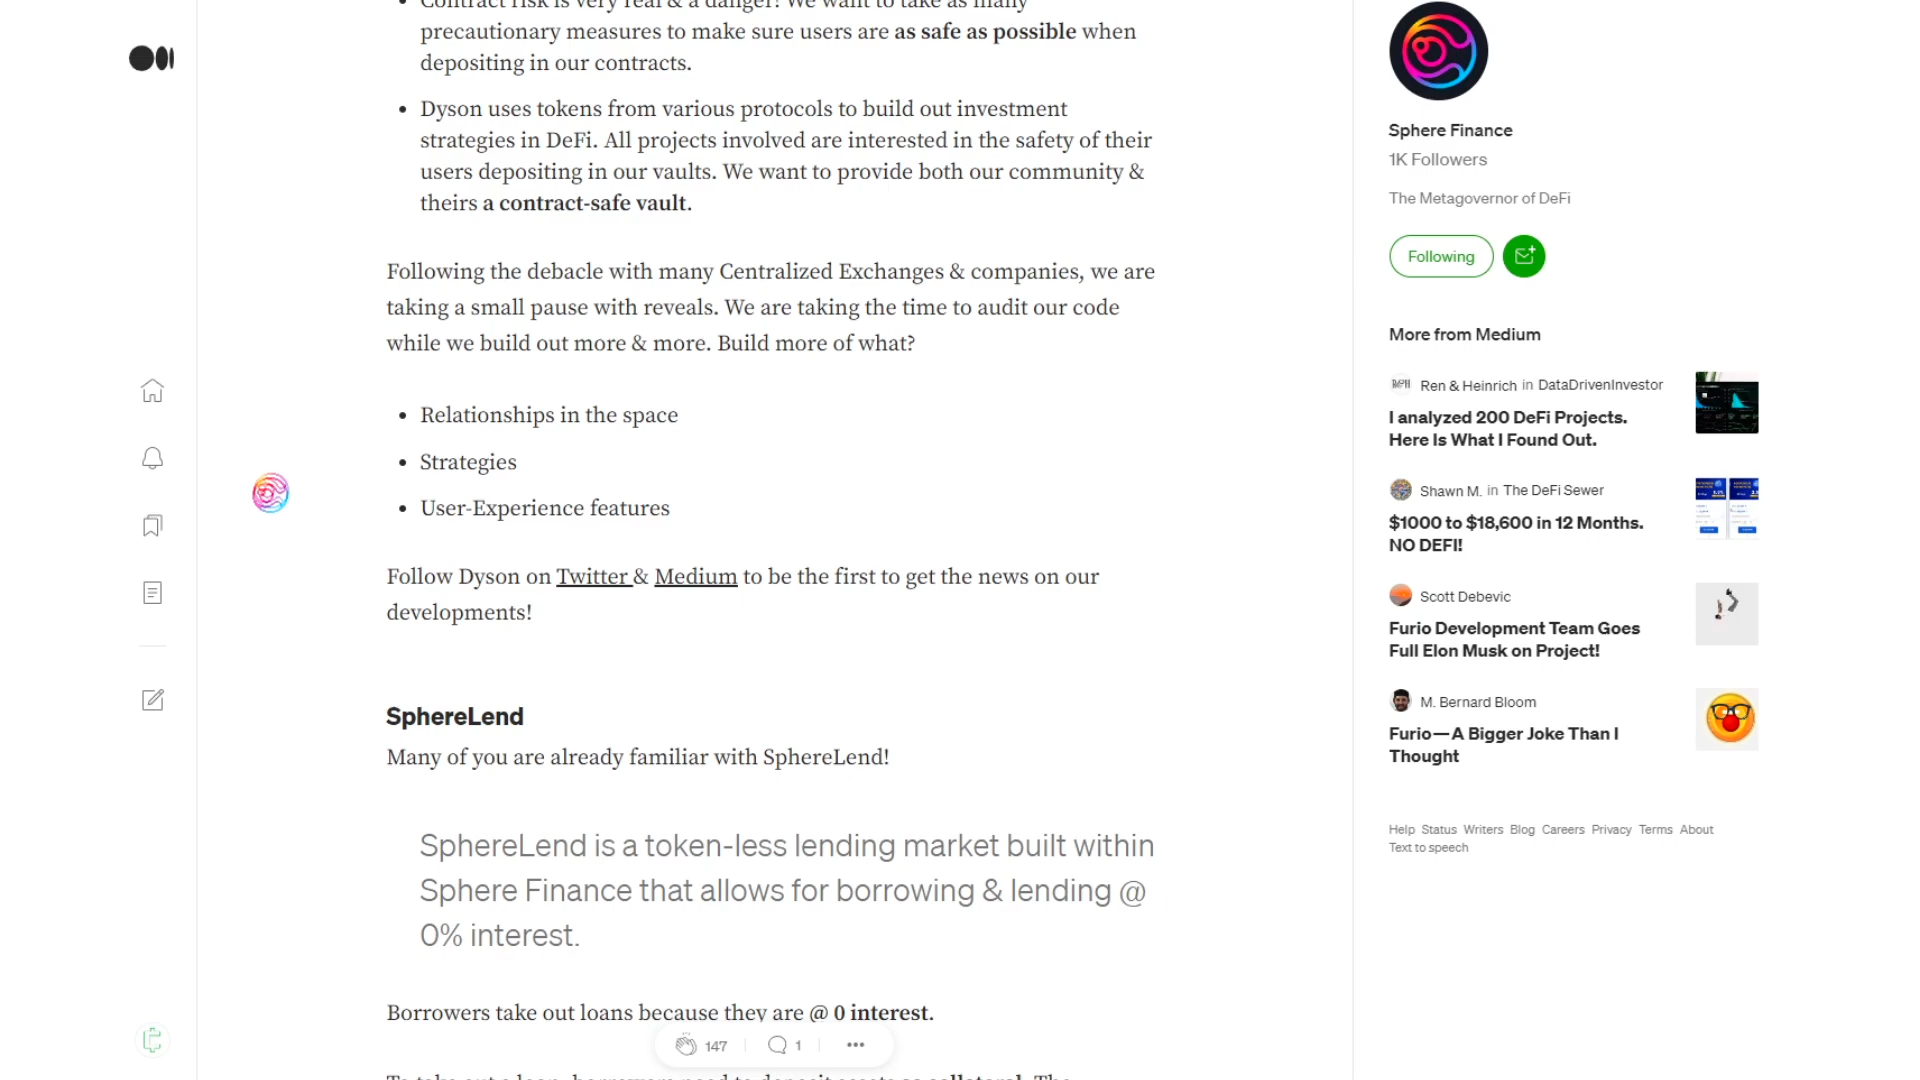 Contract risk is very real & a danger! We want to take as many
precautionary measures to make sure users are as safe as possible when
depositing in our contracts.
Dyson uses tokens from various protocols to build out investment
strategies in DeFi. All projects involved are interested in the safety of their
users depositing in our vaults. We want to provide both our community &
theirs a contract-safe vault.
Following the debacle with many Centralized Exchanges & companies, we are
taking a small pause with reveals. We are taking the time to audit our code
while we build out more & more. Build more of what?
Relationships in the space
Strategies
User-Experience features
Follow Dyson on Twitter & Medium to be the first to get the news on our
developments!
SphereLend
Many of you are already familiar with SphereLend!
SphereLend is a token-less lending market built within
Sphere Finance that allows for borrowing & lending @
0% interest.
Borrowers take out loans because they are @ 0 interest.
147
1
To take out a loan, borrowers need to deposit assets as collateral. The
Sphere Finance
1K Followers
The Metagovernor of DeFi
Following
More from Medium
Ren & Heinrich in DataDrivenInvestor
I analyzed 200 DeFi Projects.
Here Is What I Found Out.
Shawn M. in The DeFi Sewer
$1000 to $18,600 in 12 Months.
NO DEFI!
Scott Debevic
Furio Development Team Goes
Full Elon Musk on Project!
M. Bernard Bloom
Furio — A Bigger Joke Than I
Thought
Help Status Writers Blog Careers Privacy Terms About
Text to speech